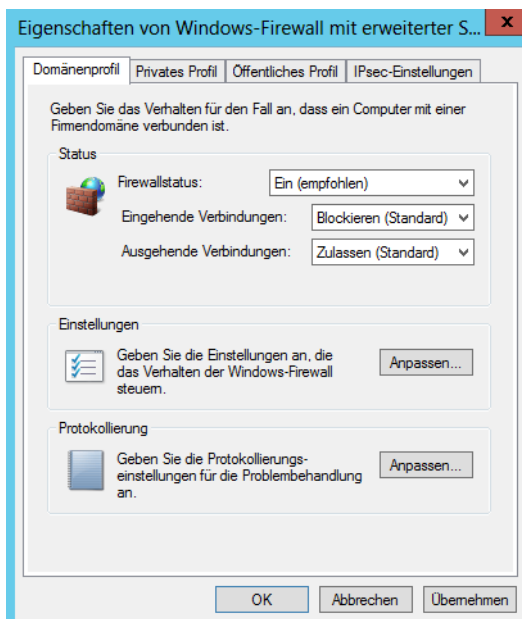 Eigenschaften von Windows-Firewall mit erweiterter S...
x
Domänenprofil Privates Profil Öffentliches Profil IPsec-Einstellungen
Geben Sie das Verhalten für den Fall an, dass ein Computer mit einer
Firmendomäne verbunden ist.
Status
Firewallstatus: Ein (empfohlen)
Eingehende Verbindungen: Blockieren (Standard)
Ausgehende Verbindungen: Zulassen (Standard)
Einstellungen
Geben Sie die Einstellungen an, die
das Verhalten der Windows-Firewall
steuern.
Anpassen...
Protokollierung
Geben Sie die Protokollierungs-
einstellungen für die Problembehandlung
an.
Anpassen...
OK Abbrechen Übernehmen